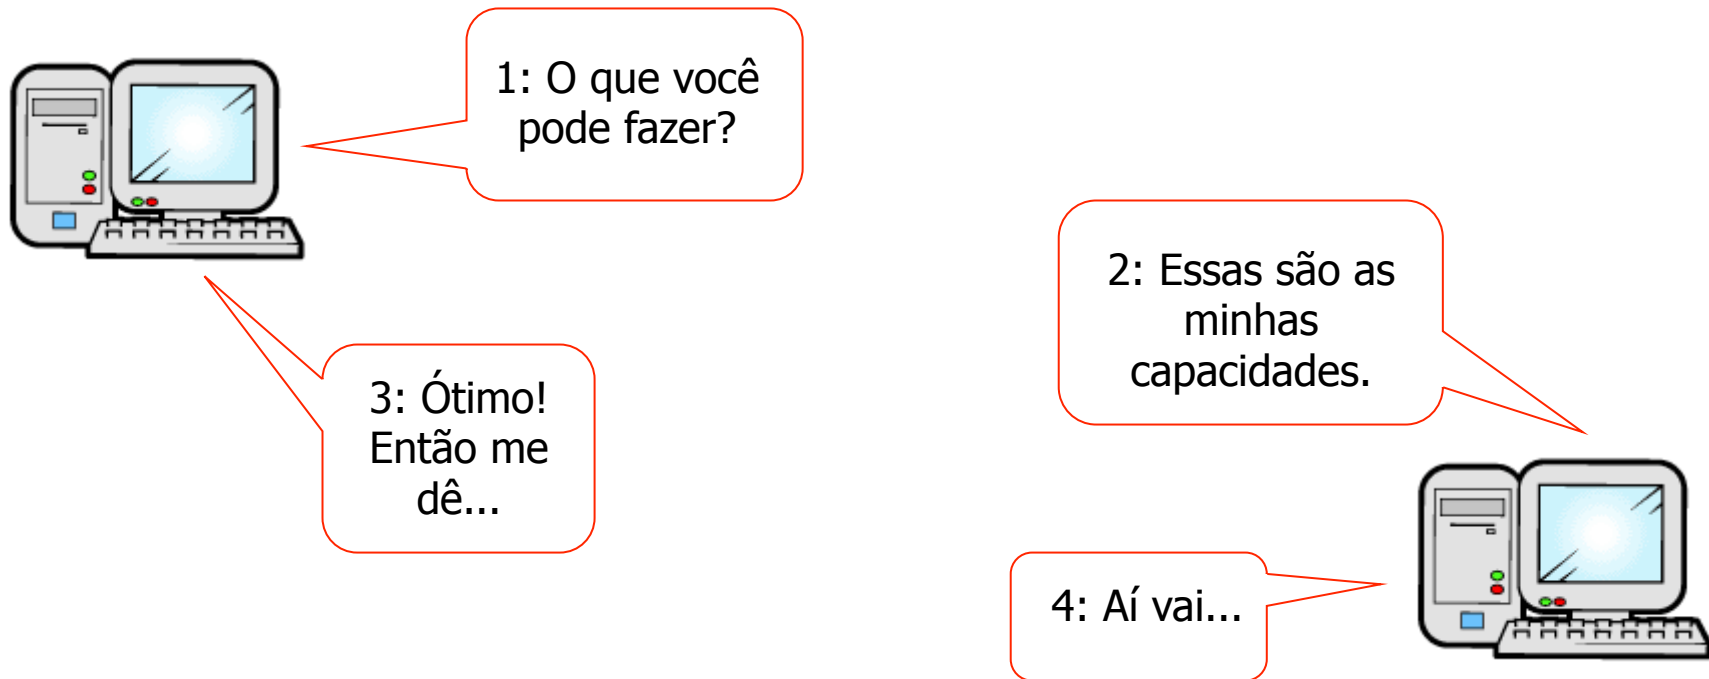 1: O que você
pode fazer?
2: Essas são as
minhas
capacidades.
3: Ótimo!
Então me
dê...
4: Aí vai...